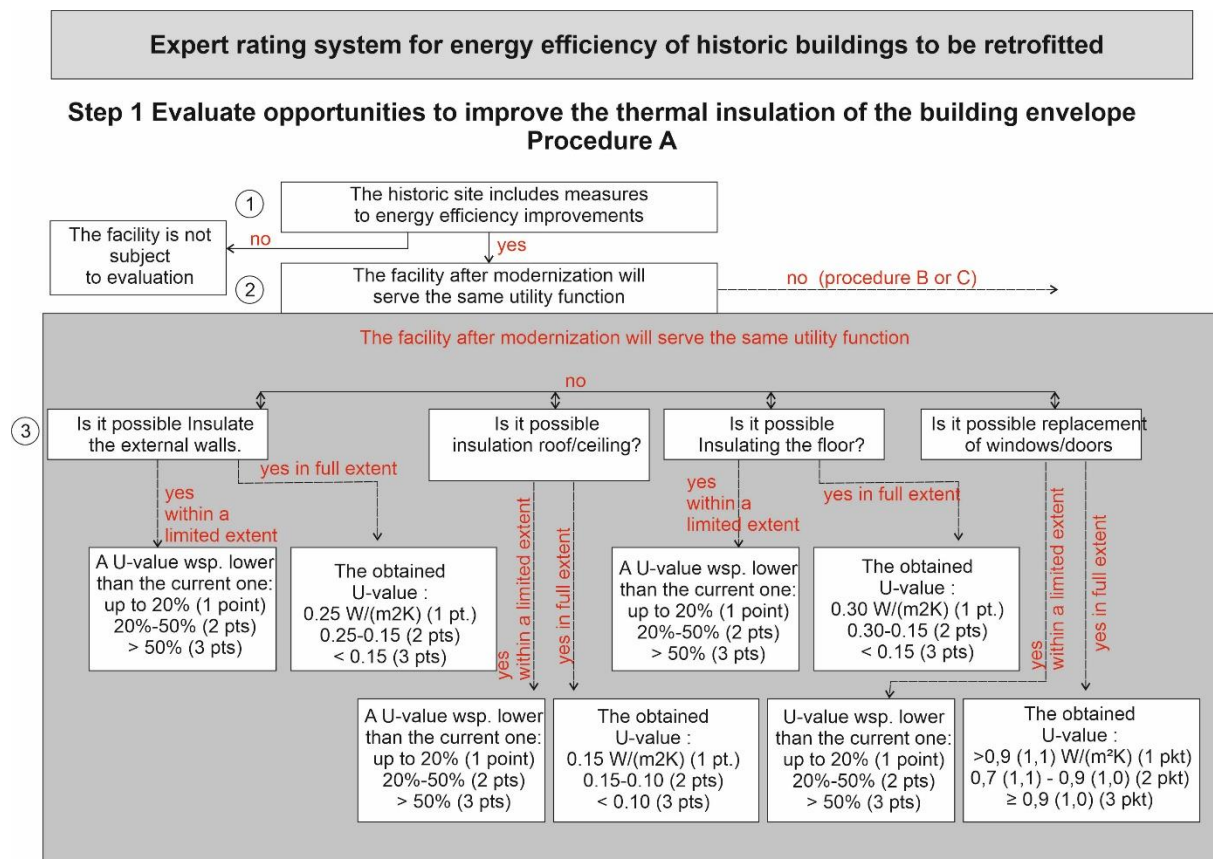 Expert rating system for energy efficiency of historic buildings to be retrofitted
Step 1 Evaluate opportunities to improve the thermal insulation of the building envelope
Procedure A
1
The historic site includes measures
to energy efficiency improvements
no
yes
The facility is not
subject
to evaluation
2
The facility after modernization will
serve the same utility function
no (procedure B or C)
The facility after modernization will serve the same utility function
no
3
Is it possible Insulate
the external walls.
Is it possible
insulation roof/ceiling?
Is it possible
Insulating the floor?
Is it possible replacement
of windows/doors
yes
within a
limited extent
yes in full extent
yes
within a limited extent
yes in full extent
yes
within a
limited extent
yes in full extent
yes
within a limited extent
yes in full extent
A U-value wsp. lower
than the current one:
up to 20% (1 point)
20%-50% (2 pts)
> 50% (3 pts)
The obtained
U-value :
0.25 W/(m2K) (1 pt.)
0.25-0.15 (2 pts)
< 0.15 (3 pts)
A U-value wsp. lower
than the current one:
up to 20% (1 point)
20%-50% (2 pts)
> 50% (3 pts)
The obtained
U-value :
0.30 W/(m2K) (1 pt.)
0.30-0.15 (2 pts)
< 0.15 (3 pts)
A U-value wsp. lower
than the current one:
up to 20% (1 point)
20%-50% (2 pts)
> 50% (3 pts)
The obtained
U-value :
0.15 W/(m2K) (1 pt.)
0.15-0.10 (2 pts)
< 0.10 (3 pts)
U-value wsp. lower
than the current one:
up to 20% (1 point)
20%-50% (2 pts)
> 50% (3 pts)
The obtained
U-value :
>0,9 (1,1) W/(m²K) (1 pkt)
0,7 (1,1) - 0,9 (1,0) (2 pkt)
≥ 0,9 (1,0) (3 pkt)